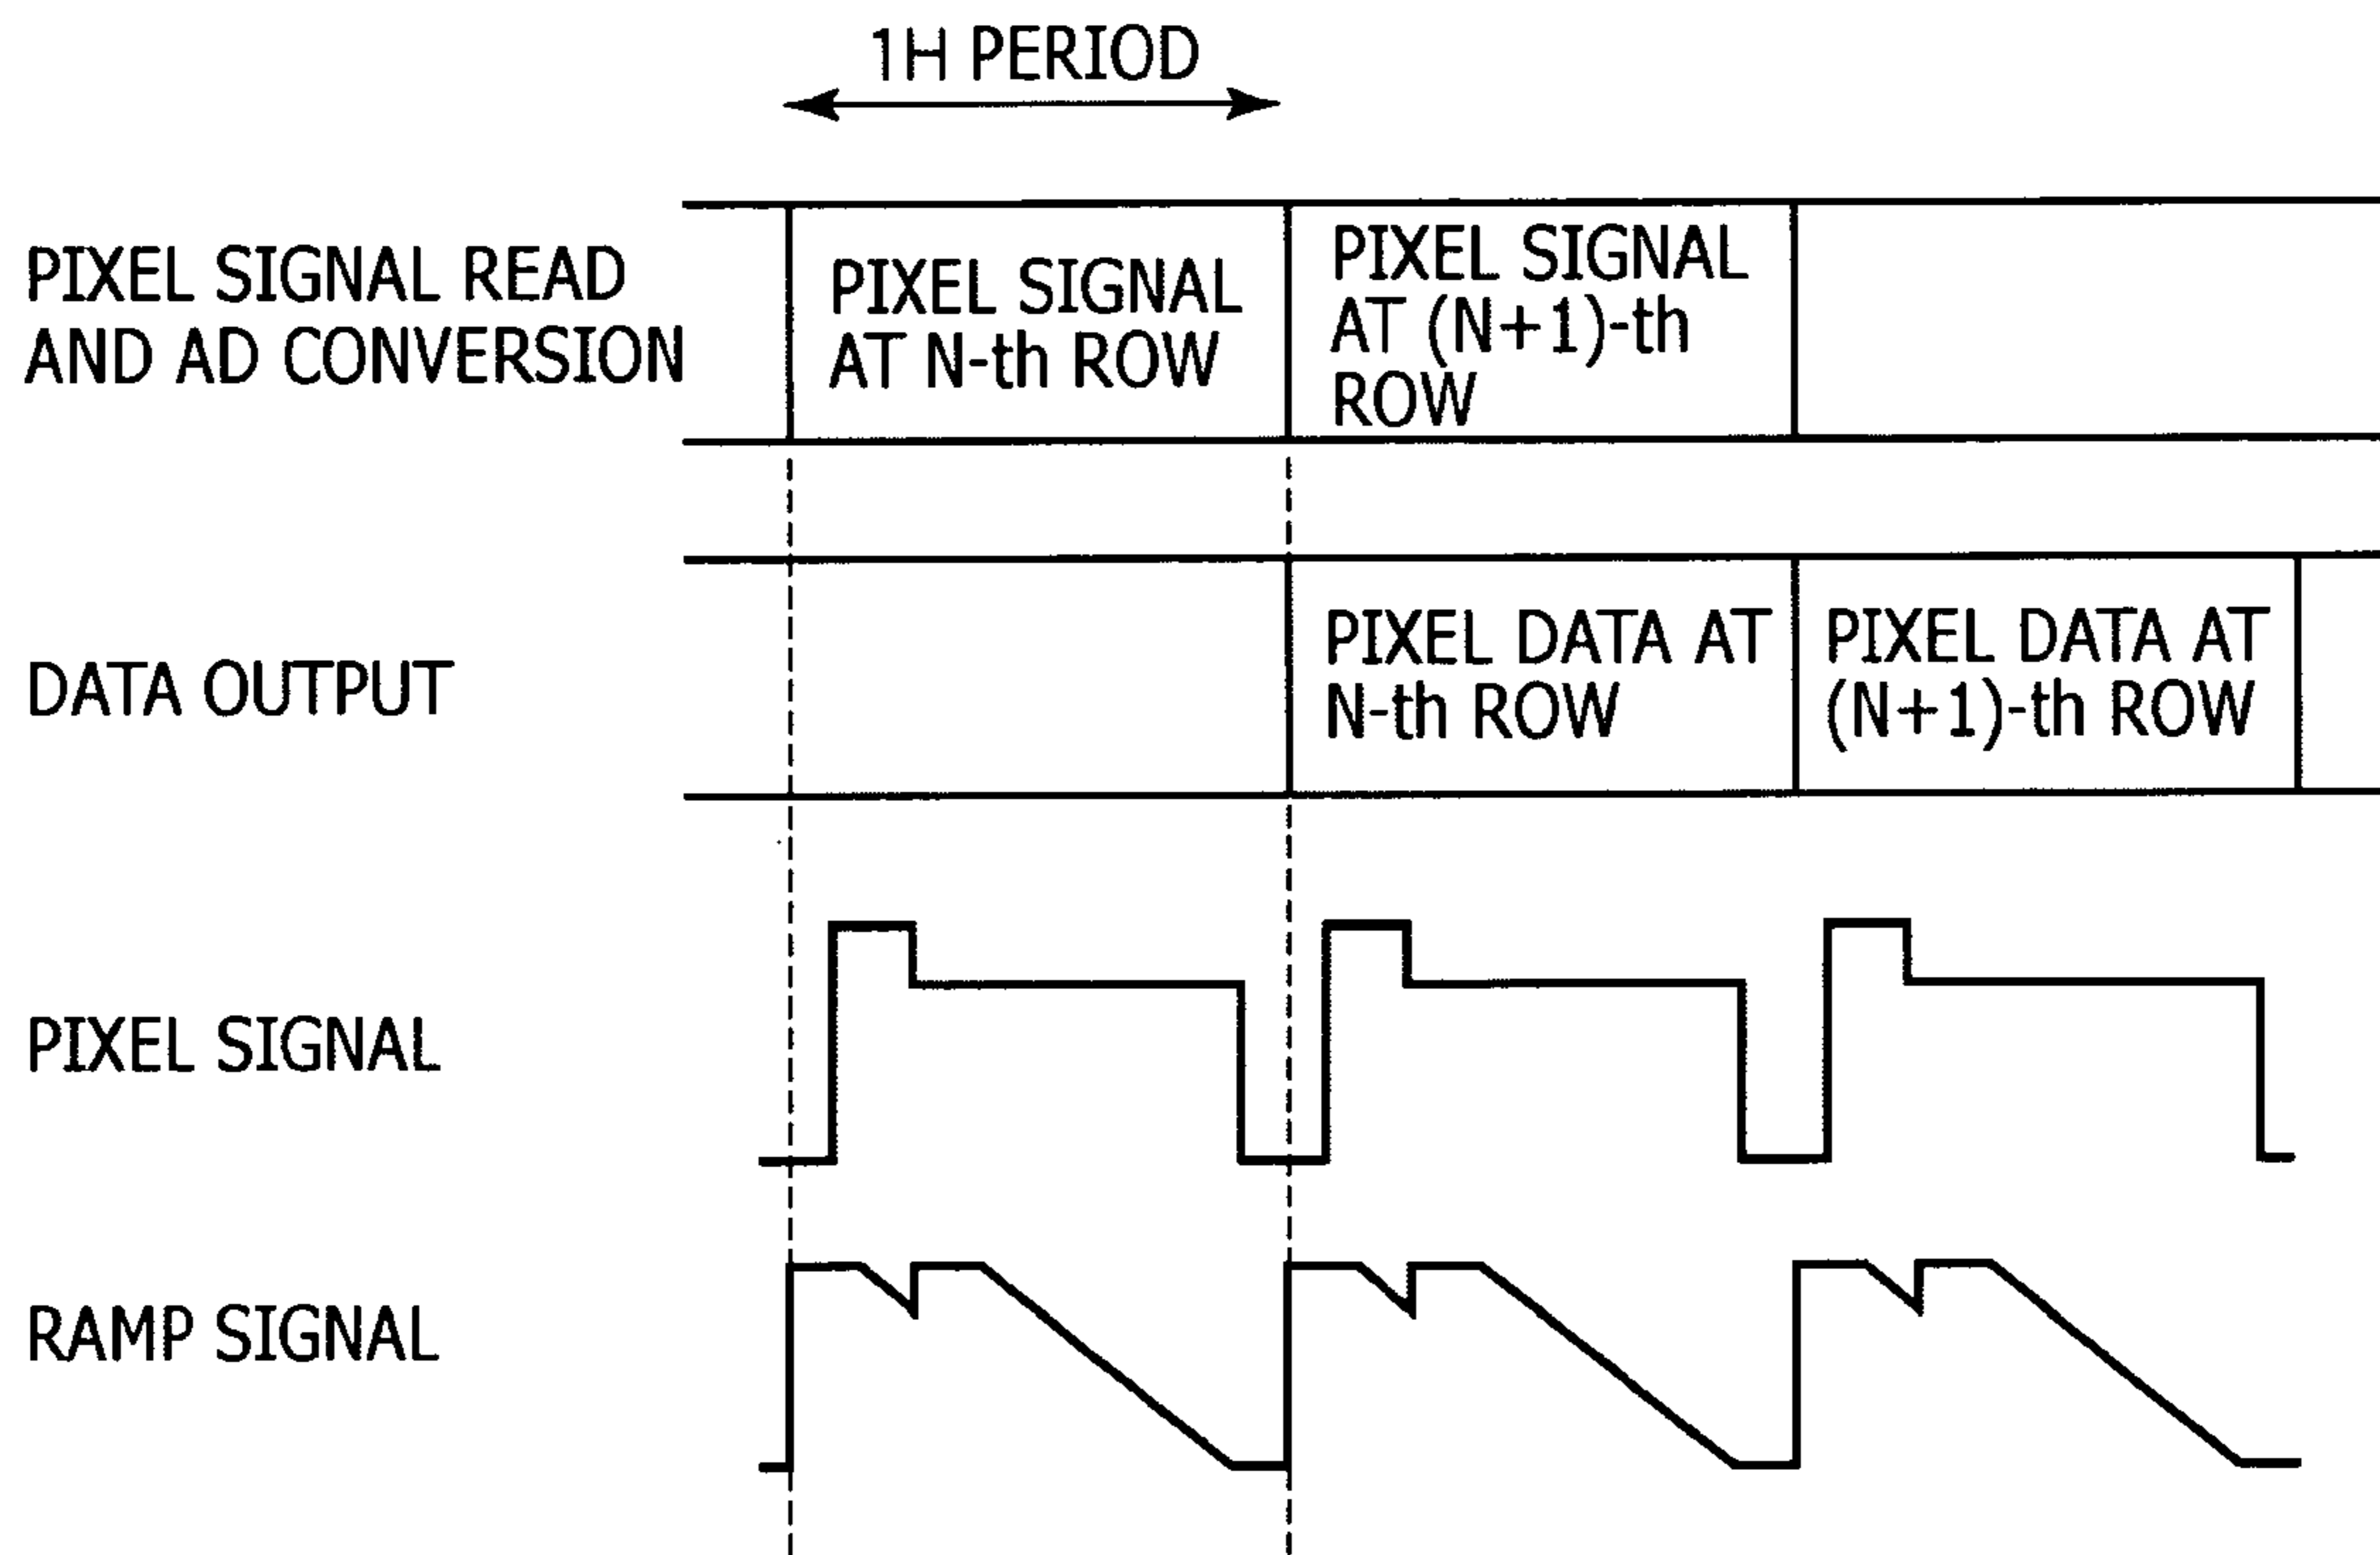 1H PERIOD
PIXEL SIGNAL READ
AND AD CONVERSION
PIXEL SIGNAL
AT N-th ROW
PIXEL SIGNAL
AT (N+1)-th
ROW
DATA OUTPUT
PIXEL DATA AT
N-th ROW
PIXEL DATA AT
(N+1)-th ROW
PIXEL SIGNAL
RAMP SIGNAL